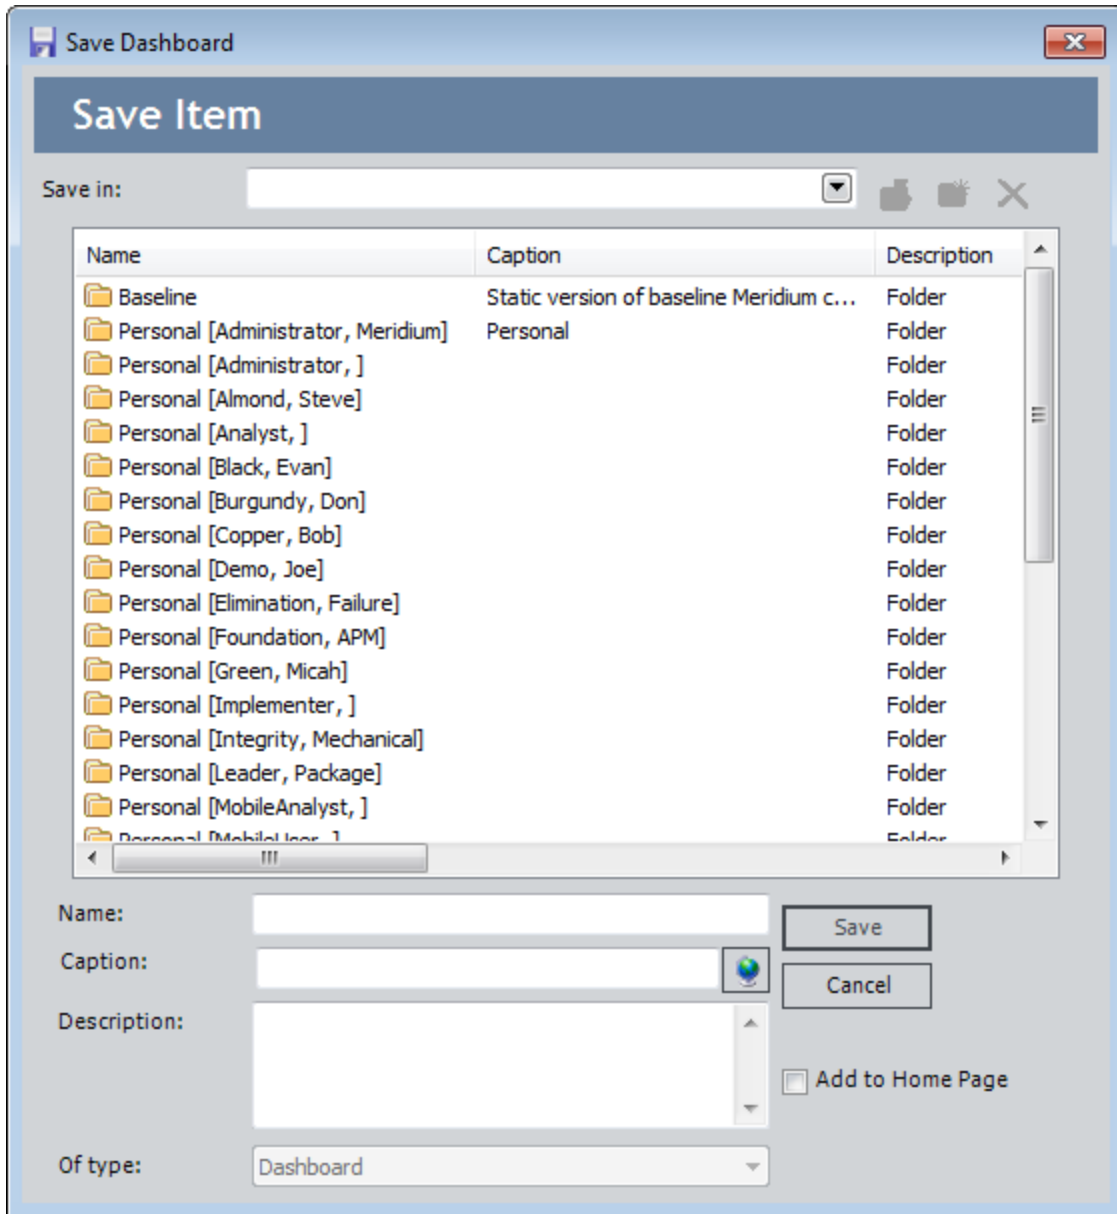 Save Dashboard
Save Item
Save in:
Name Caption Description
Baseline Static version of baseline Meridium c... Folder
Personal [Administrator, Meridium] Personal Folder
Personal [Administrator, ] Folder
Personal [Almond, Steve] Folder
Personal [Analyst, ] Folder
Personal [Black, Evan] Folder
Personal [Burgundy, Don] Folder
Personal [Copper, Bob] Folder
Personal [Demo, Joe] Folder
Personal [Elimination, Failure] Folder
Personal [Foundation, APM] Folder
Personal [Green, Micah] Folder
Personal [Implementer, ] Folder
Personal [Integrity, Mechanical] Folder
Personal [Leader, Package] Folder
Personal [MobileAnalyst, ] Folder
Personal [MobileUser, ] Folder
Name:
Save
Caption:
Cancel
Description:
Add to Home Page
Of type: Dashboard